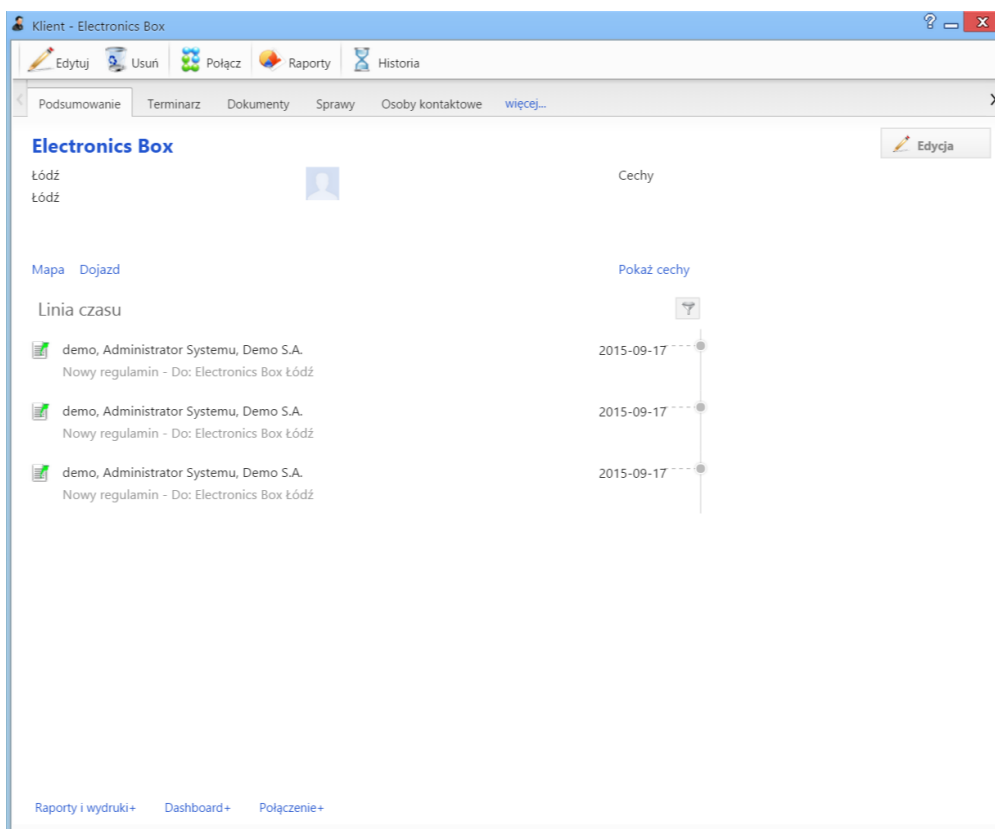 Klient - Electronics Box
Edytuj Usuń Połącz Raporty Historia
Podsumowanie Terminarz Dokumenty Sprawy Osoby kontaktowe więcej...
Electronics Box Edycja
Łódź Cechy
Łódź
Mapa Dojazd Pokaż cechy
Linia czasu
demo, Administrator Systemu, Demo S.A. 2015-09-17
Nowy regulamin - Do: Electronics Box Łódź
demo, Administrator Systemu, Demo S.A. 2015-09-17
Nowy regulamin - Do: Electronics Box Łódź
demo, Administrator Systemu, Demo S.A. 2015-09-17
Nowy regulamin - Do: Electronics Box Łódź
Raporty i wydruki+ Dashboard+ Połączenie+